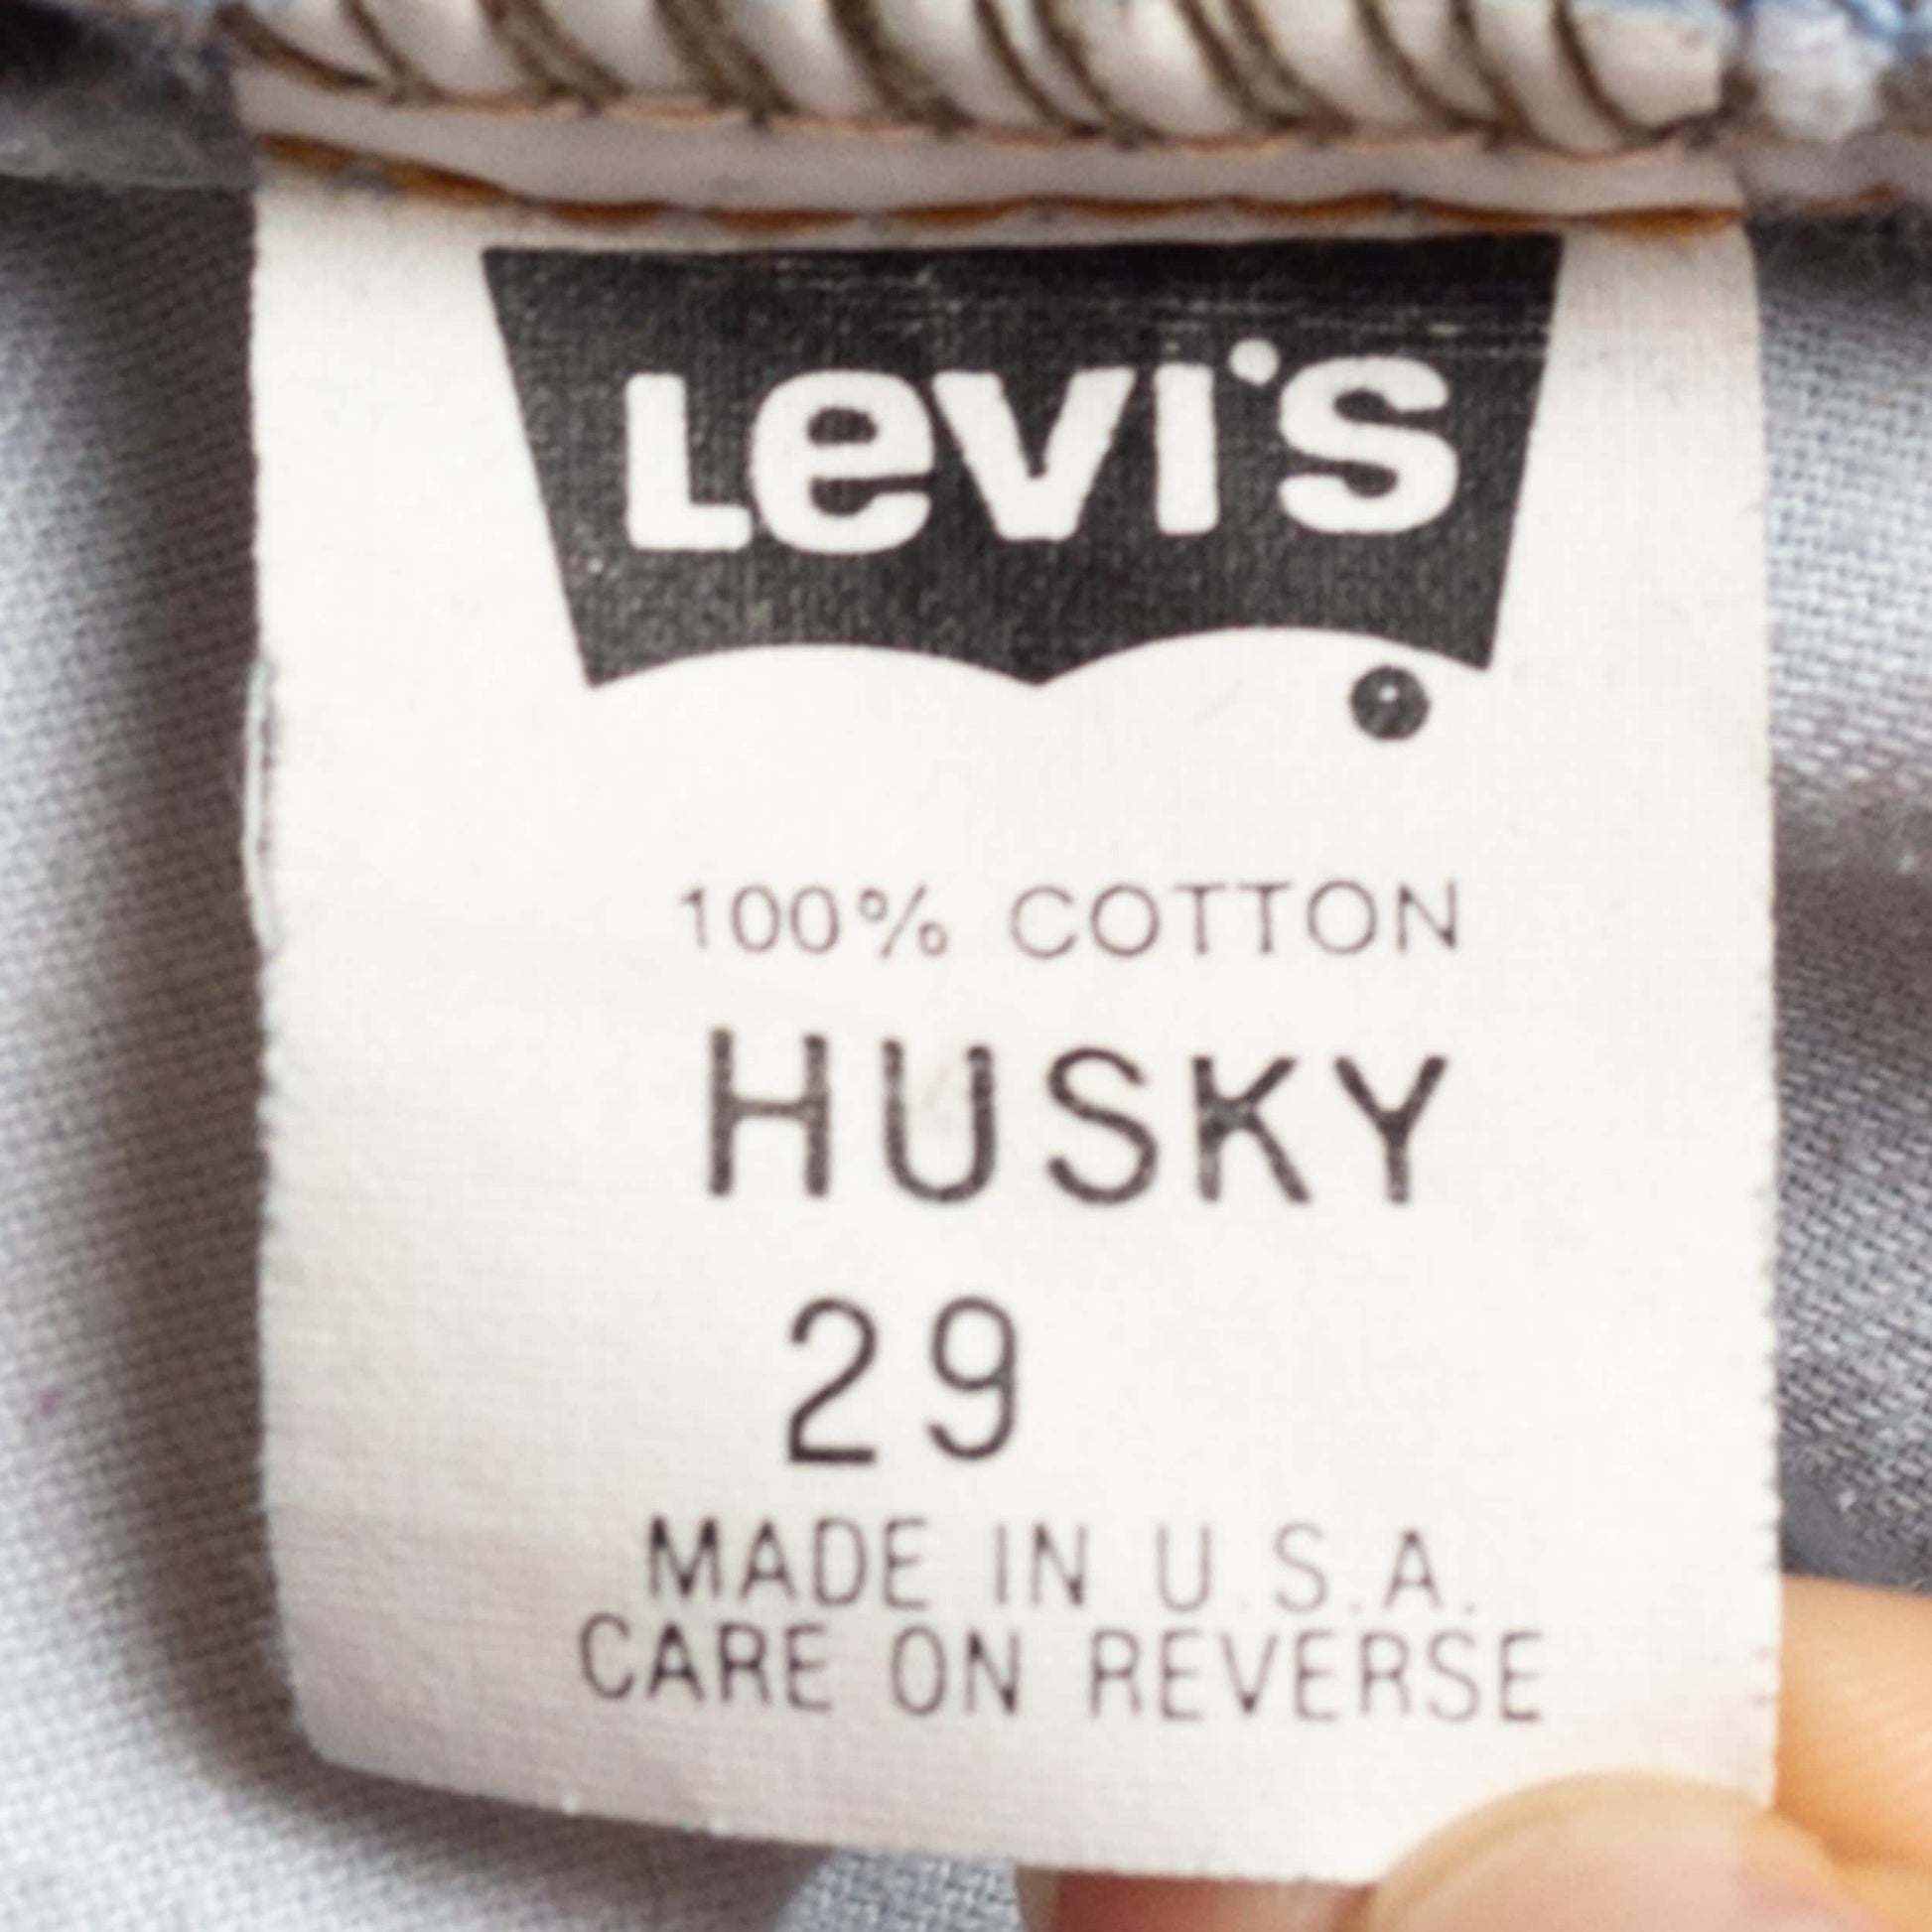 Levi's
100% COTTON
HUSKY
29
MADE IN U.S.A.
CARE ON REVERSE